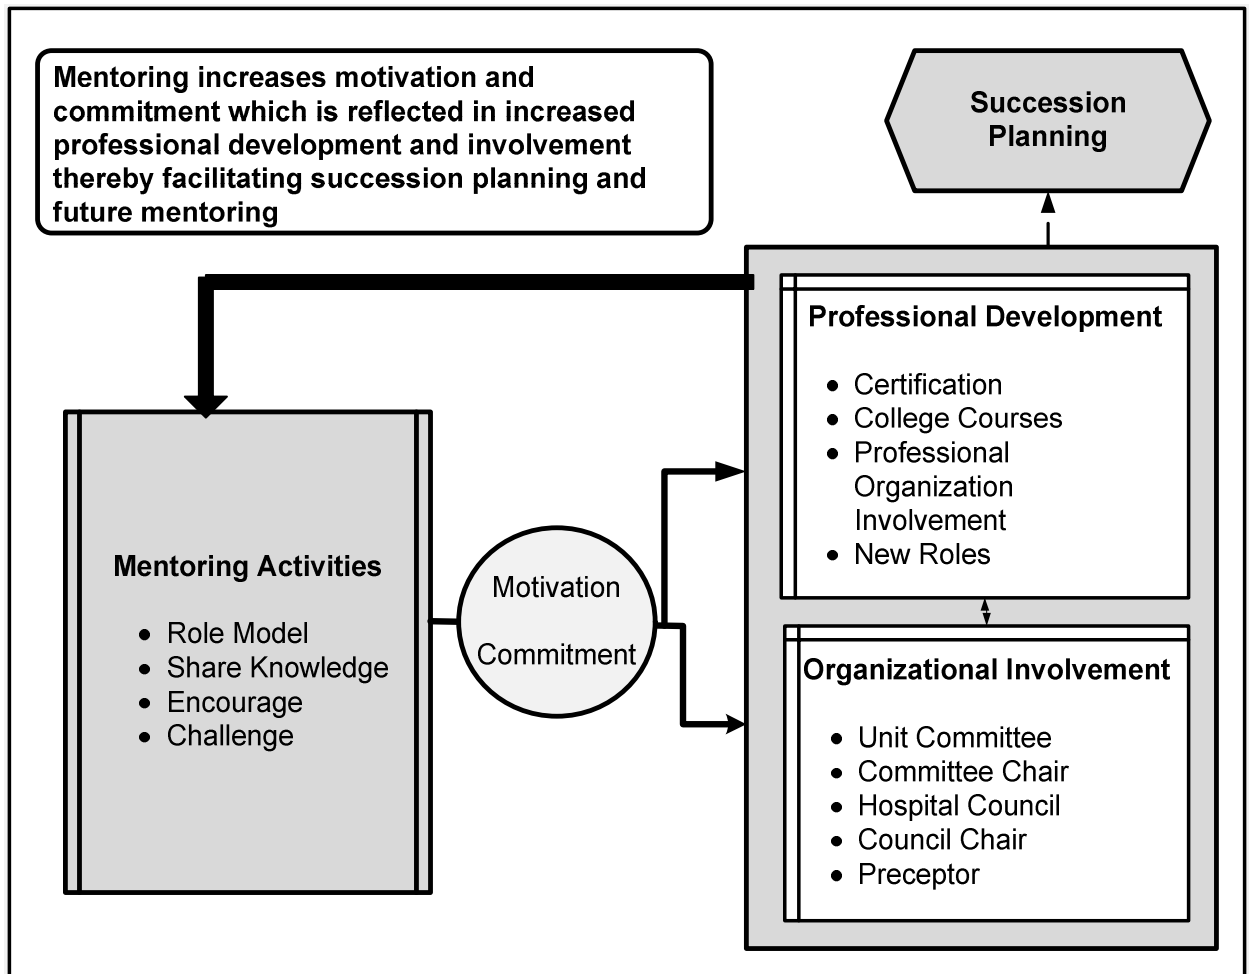 Mentoring increases motivation and
commitment which is reflected in increased
professional development and involvement
thereby facilitating succession planning and
future mentoring
Succession
Planning
Professional Development
• Certification
• College Courses
• Professional
Organization
Involvement
• New Roles
Mentoring Activities
• Role Model
• Share Knowledge
• Encourage
• Challenge
Motivation
Commitment
Organizational Involvement
• Unit Committee
• Committee Chair
• Hospital Council
• Council Chair
• Preceptor